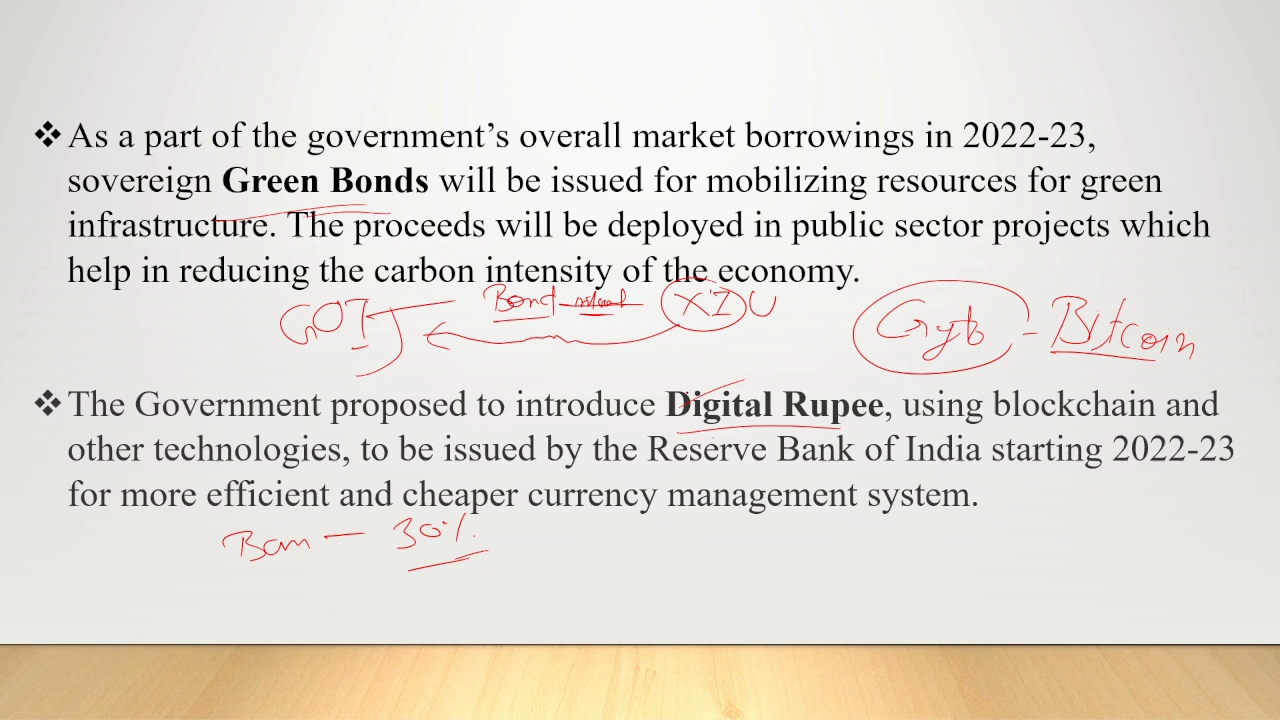 ❖ As a part of the government’s overall market borrowings in 2022-23,
sovereign Green Bonds will be issued for mobilizing resources for green
infrastructure. The proceeds will be deployed in public sector projects which
help in reducing the carbon intensity of the economy.
GOI Bond
Bitcoin
❖ The Government proposed to introduce Digital Rupee, using blockchain and
other technologies, to be issued by the Reserve Bank of India starting 2022-23
for more efficient and cheaper currency management system.
30%